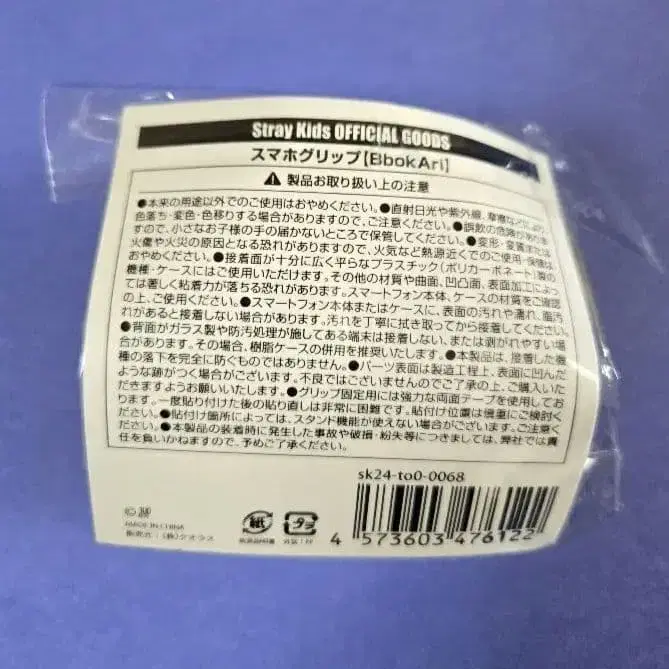 Stray Kids OFFICIAL GOODS
スマホグリップ【BbokAri】
⚠ 製品お取り扱い上の注意
●本来の用途以外でのご使用はおやめください。●直射日光や紫外線、摩擦などにより、
色落ち・変色・色移りする場合がありますので、ご注意ください。●誤飲の危険がありま
すので、小さなお子様の手の届かないところで保管してください。●変形・変質または
火傷や火災の原因となる恐れがありますので、火気など熱源近くでのご使用・保管は
おやめください。●接着面が十分に広く平らなプラスチック(ポリカーボネート)製の
機種・ケースにはご使用いただけます。その他の材質や曲面、凹凸面、表面加工によっ
ては著しく粘着力が落ちる恐れがあります。スマートフォン本体、ケースの材質をご確認
の上、ご使用ください。●スマートフォン本体またはケースに、表面の汚れや濡れ、脂汚
れがあると接着しない場合があります。汚れを丁寧に拭き取ってから接着してください。
●背面がガラス製や防汚処理が施してある端末は接着しない、または剥がれやすい場
合があります。その場合、樹脂ケースの併用を推奨いたします。●本製品は、接着した機
種の落下を完全に防ぐものではありません。●パーツ表面は製造工程上、表面に凹んだ
ような跡がつく場合がございます。不良ではございませんのでご了承の上、ご購入いた
だきますようお願いいたします。●グリップ固定用には強力な両面テープを使用してお
ります。一度貼り付けた後の貼り直しは非常に困難です。貼付け位置は慎重にご検討く
ださい。●貼付け箇所によっては、スタンド機能が使えない場合がございます。ご注意く
ださい。●本製品の装着時に発生した事故や破損・紛失等につきましては、弊社では責
任を負いかねますので、予めご了承ください。
sk24-to0-0068
MADE IN CHINA
販売元:(株)クオラス
紙
プラ
取扱説明書
外装:PP
4 573603 476122